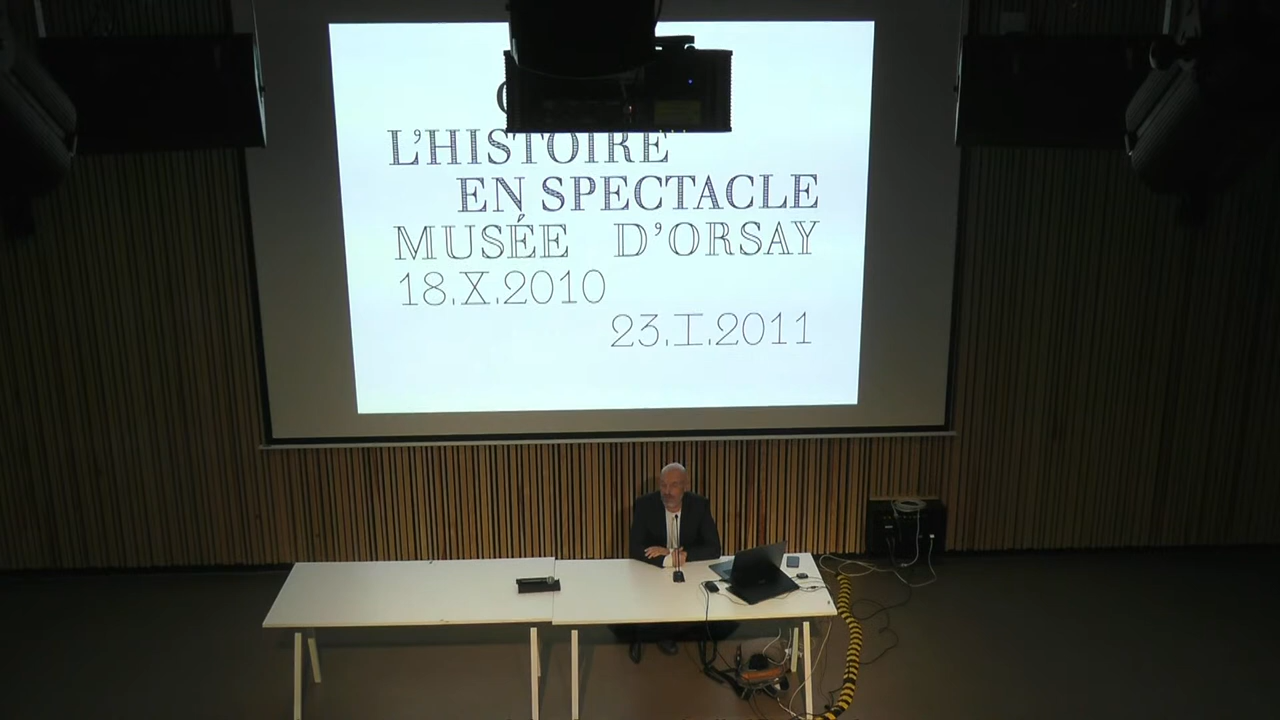 L'HISTOIRE
EN SPECTACLE
MUSÉE D'ORSAY
18.X.2010
23.I.2011